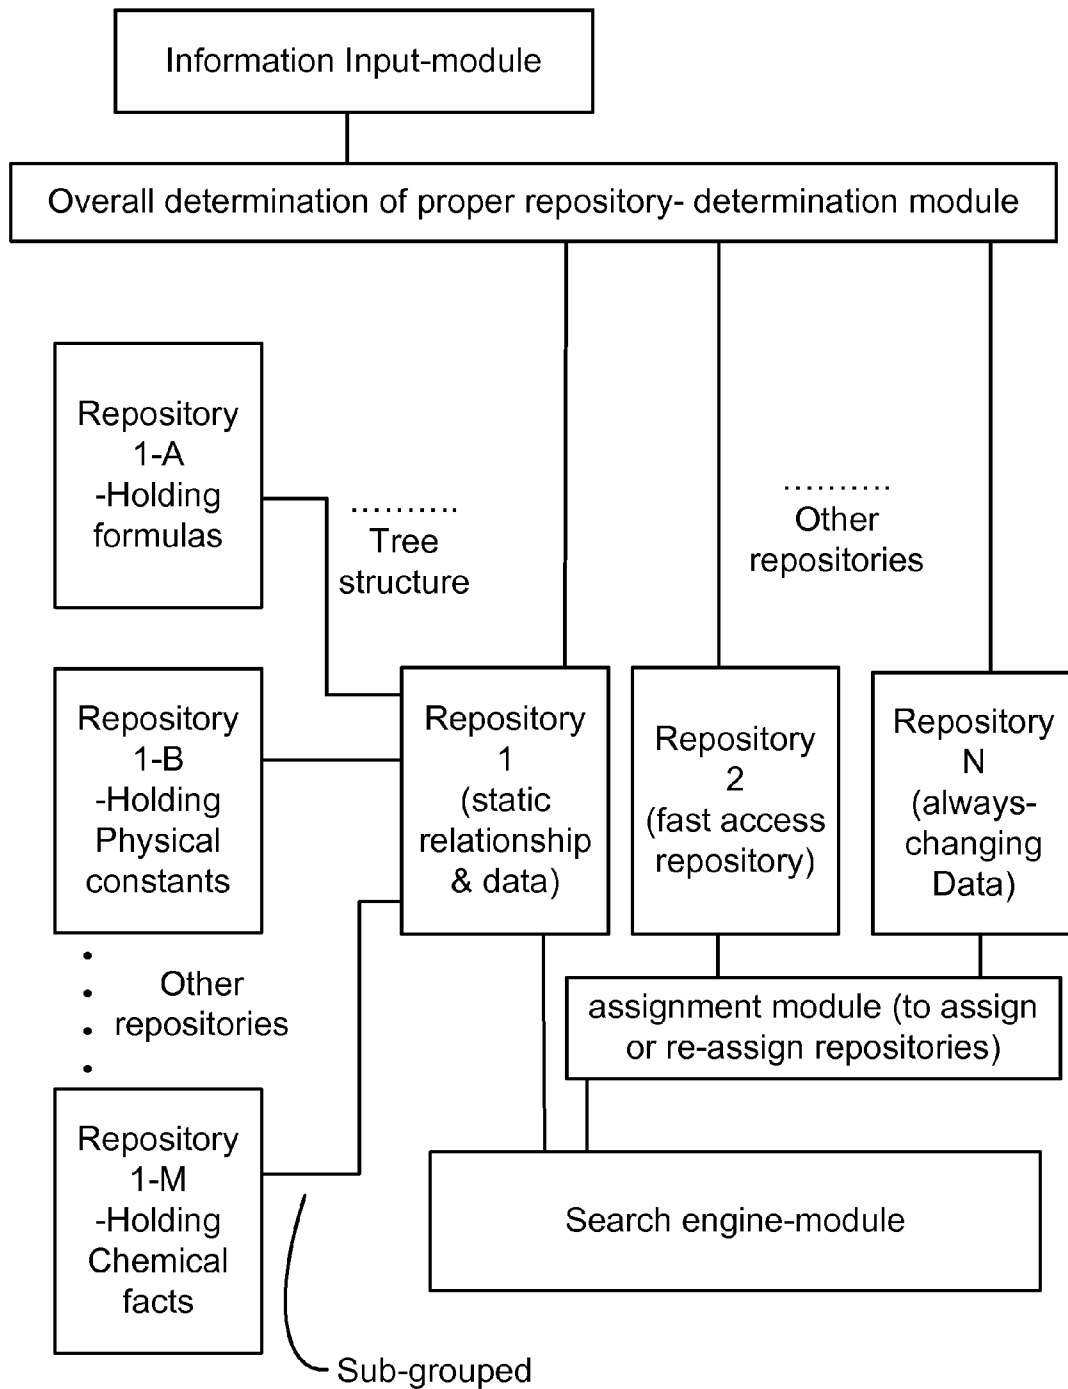 Information Input-module
Overall determination of proper repository- determination module
Repository
1-A
-Holding
formulas
..........
Tree
structure
..........
Other
repositories
Repository
1-B
-Holding
Physical
constants
Repository
1
(static
relationship
& data)
Repository
2
(fast access
repository)
Repository
N
(always-
changing
Data)
Other
repositories
assignment module (to assign
or re-assign repositories)
Repository
1-M
-Holding
Chemical
facts
Search engine-module
Sub-grouped